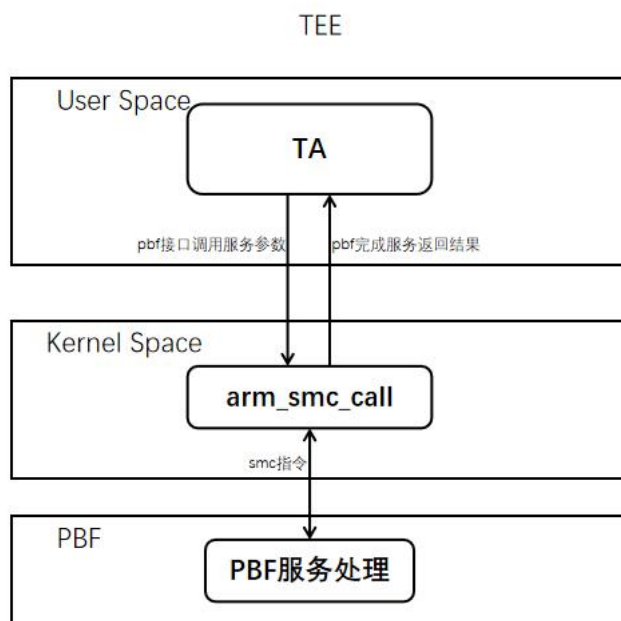 TEE
User Space
TA
pbf接口调用服务参数
pbf完成服务返回结果
Kernel Space
arm_smc_call
smc指令
PBF
PBF服务处理